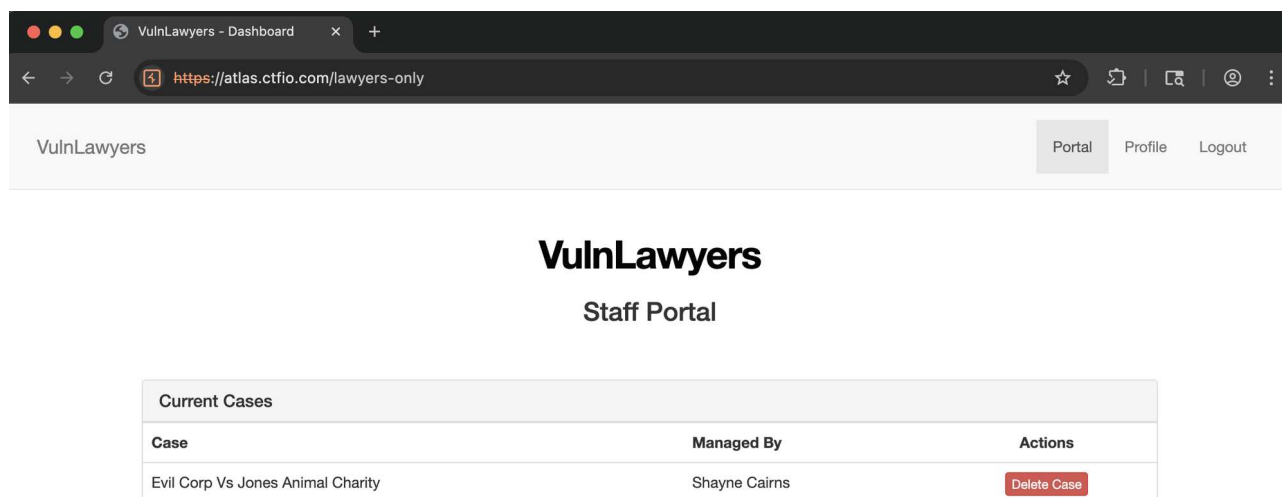 VulnLawyers - Dashboard
https://atlas.ctfio.com/lawyers-only
VulnLawyers Portal Profile Logout
VulnLawyers
Staff Portal
Current Cases
Case Managed By Actions
Evil Corp Vs Jones Animal Charity Shayne Cairns Delete Case